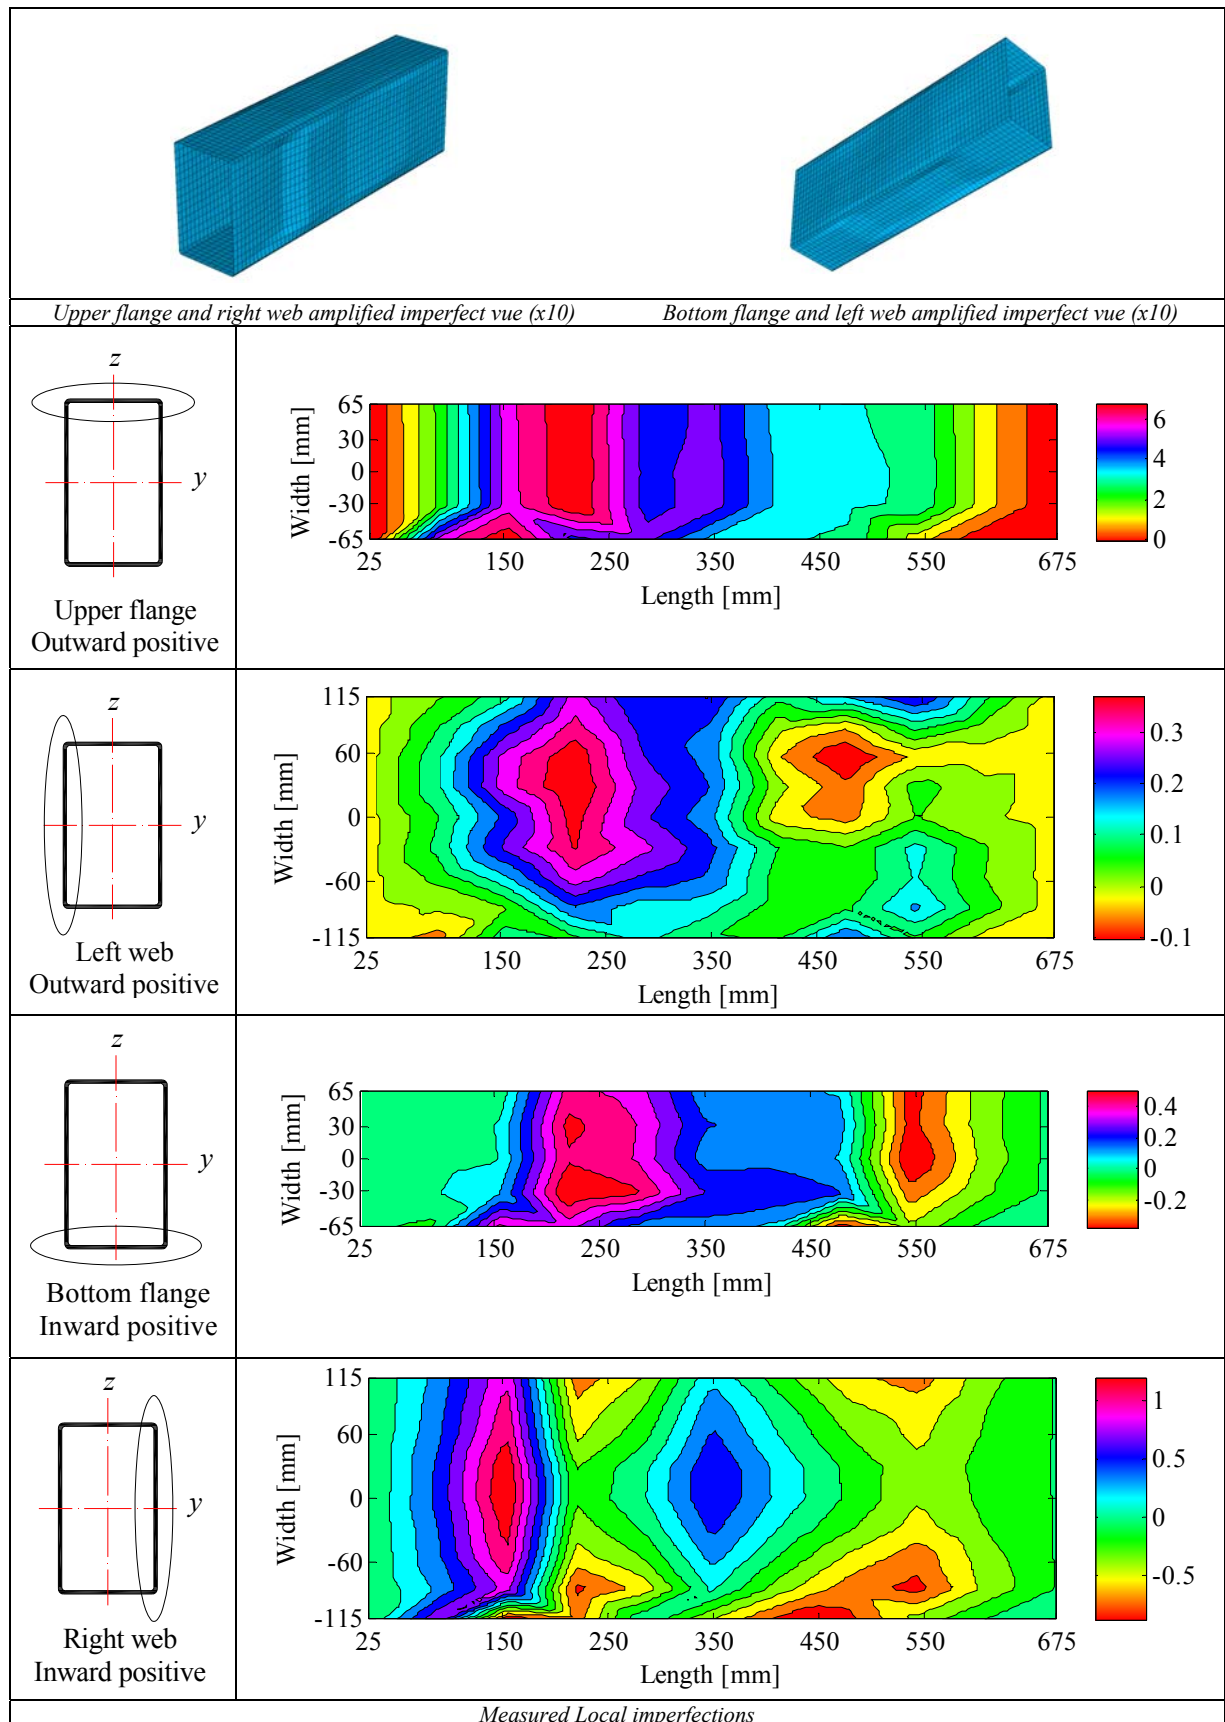 Upper flange and right web amplified imperfect vue (x10) Bottom flange and left web amplified imperfect vue (x10)
z
y
Upper flange
Outward positive
Width [mm]
65
30
0
-30
-65
25 150 250 350 450 550 675
Length [mm]
6
4
2
0
z
y
Left web
Outward positive
Width [mm]
115
60
0
-60
-115
25 150 250 350 450 550 675
Length [mm]
0.3
0.2
0.1
0
-0.1
z
y
Bottom flange
Inward positive
Width [mm]
65
30
0
-30
-65
25 150 250 350 450 550 675
Length [mm]
0.4
0.2
0
-0.2
z
y
Right web
Inward positive
Width [mm]
115
60
0
-60
-115
25 150 250 350 450 550 675
Length [mm]
1
0.5
0
-0.5
Measured Local imperfections